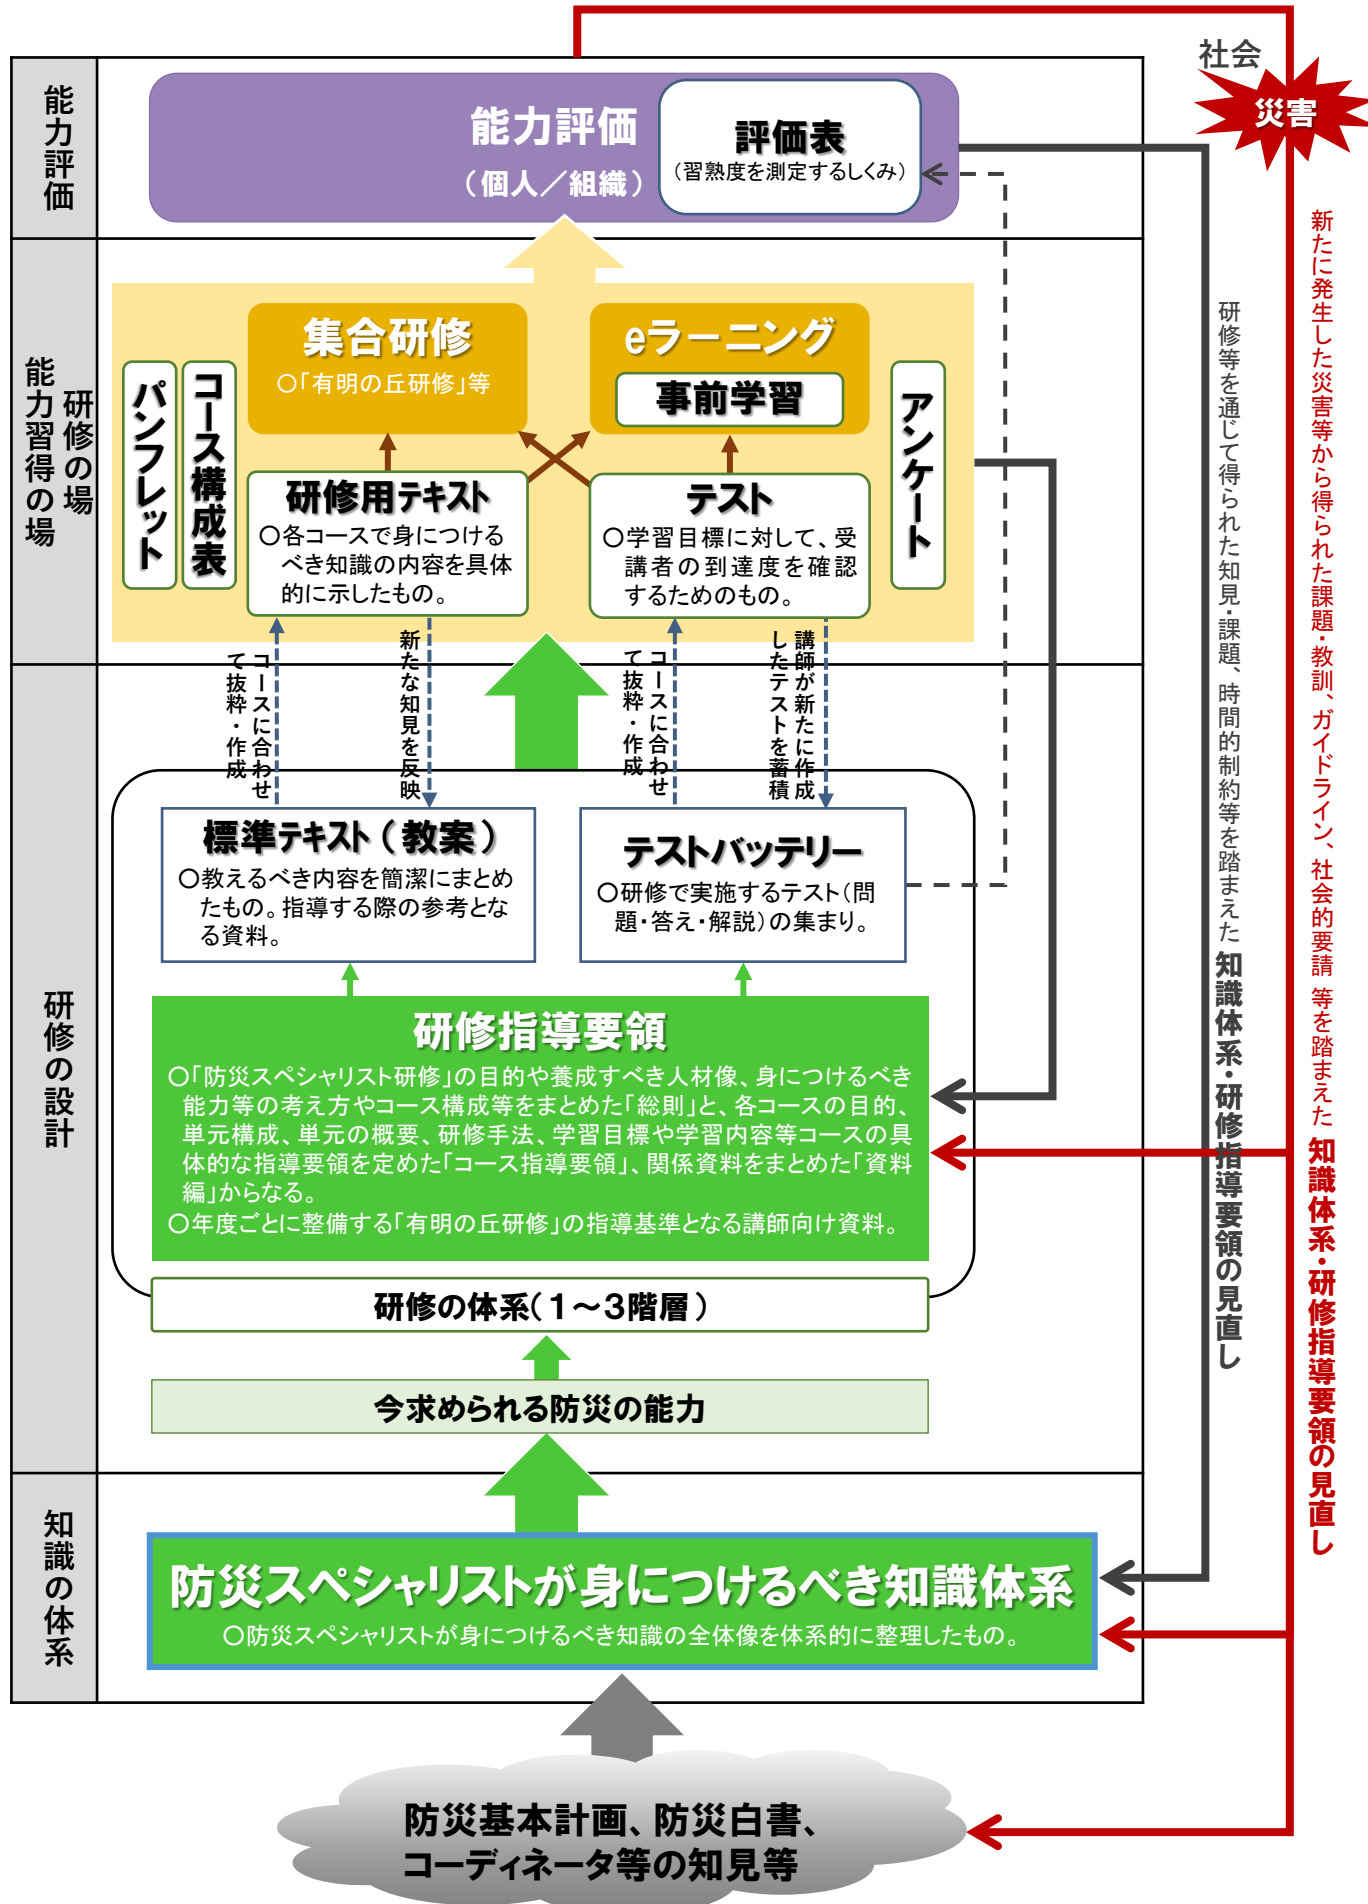 社会
災害
能力評価
能力評価
(個人／組織)
評価表
(習熟度を測定するしくみ)
研修の場
能力習得の場
パンフレット
コース構成表
集合研修
○「有明の丘研修」等
eラーニング
事前学習
アンケート
研修用テキスト
○各コースで身につける
べき知識の内容を具体
的に示したもの。
テスト
○学習目標に対して、受
講者の到達度を確認
するためのもの。
コースに合わせ
て抜粋・作成
新たな知見を反映
コースに合わせ
て抜粋・作成
講師が新たに作成
したテストを蓄積
研修の設計
標準テキスト(教案)
○教えるべき内容を簡潔にまとめ
たもの。指導する際の参考とな
る資料。
テストバッテリー
○研修で実施するテスト(問
題・答え・解説)の集まり。
研修指導要領
○「防災スペシャリスト研修」の目的や養成すべき人材像、身につけるべき
能力等の考え方やコース構成等をまとめた「総則」と、各コースの目的、
単元構成、単元の概要、研修手法、学習目標や学習内容等コースの具
体的な指導要領を定めた「コース指導要領」、関係資料をまとめた「資料
編」からなる。
○年度ごとに整備する「有明の丘研修」の指導基準となる講師向け資料。
研修の体系(1～3階層)
今求められる防災の能力
知識の体系
防災スペシャリストが身につけるべき知識体系
○防災スペシャリストが身につけるべき知識の全体像を体系的に整理したもの。
防災基本計画、防災白書、
コーディネータ等の知見等
研修等を通じて得られた知見・課題、時間的制約等を踏まえた 知識体系・研修指導要領の見直し
新たに発生した災害等から得られた課題・教訓、ガイドライン、社会的要請 等を踏まえた 知識体系・研修指導要領の見直し